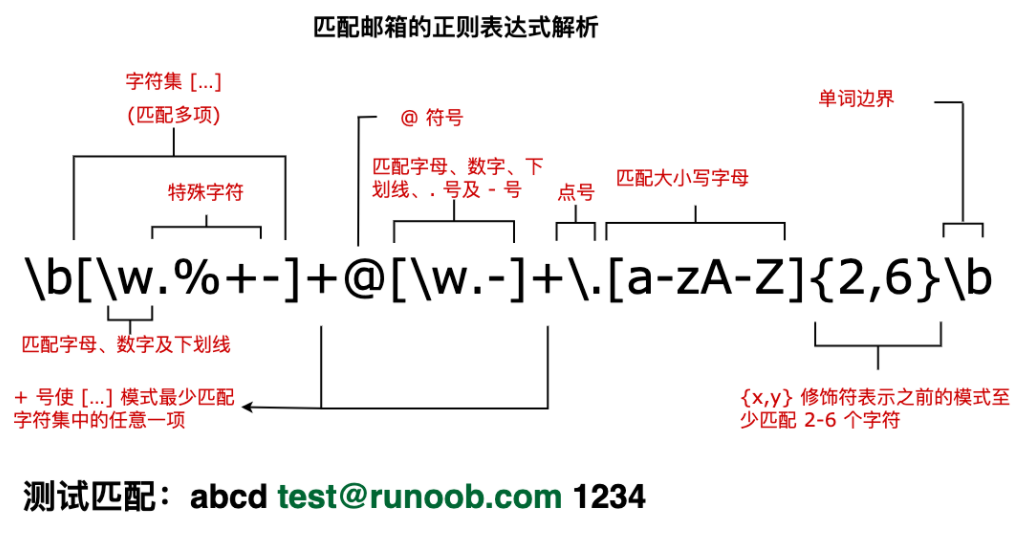 匹配邮箱的正则表达式解析
字符集 […]
(匹配多项)
特殊字符
@ 符号
匹配字母、数字、下
划线、. 号及 - 号
点号
匹配大小写字母
单词边界
\b[\w.%+-]+@[\w.-]+\.[a-zA-Z]{2,6}\b
匹配字母、数字及下划线
+ 号使 […] 模式最少匹配
字符集中的任意一项
{x,y} 修饰符表示之前的模式至
少匹配 2-6 个字符
测试匹配：abcd test@runoob.com 1234